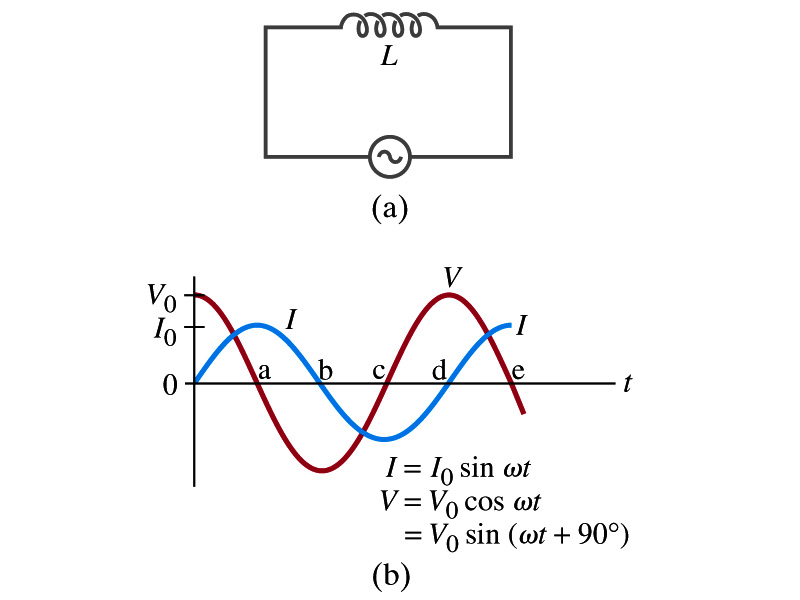 L
(a)
V
V₀
I₀
I
I
0
a
b
c
d
e
t
I = I₀ sin ωt
V = V₀ cos ωt
= V₀ sin (ωt + 90°)
(b)